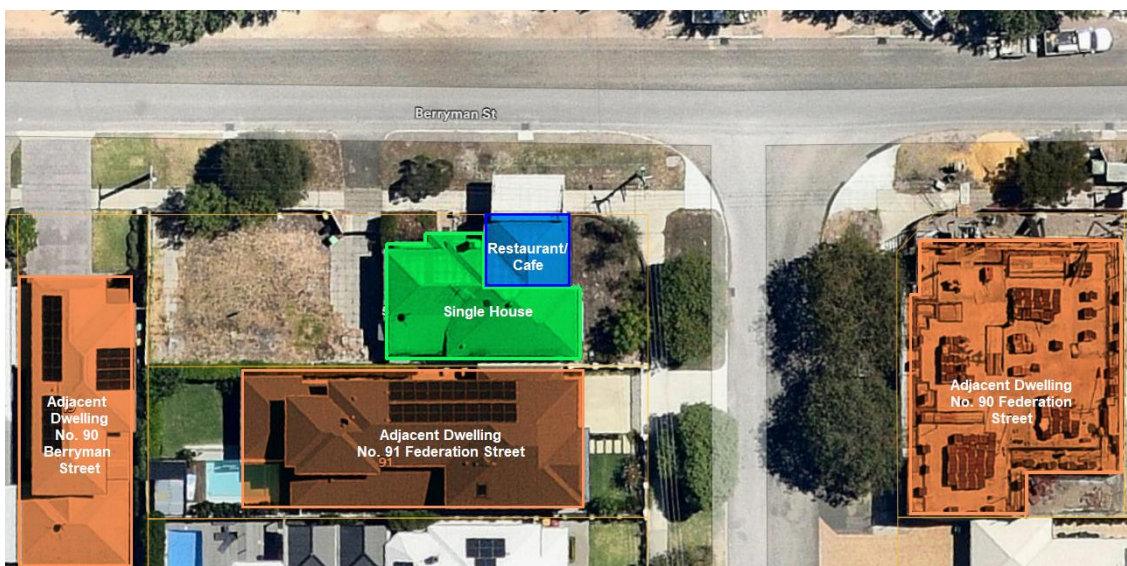 Berryman St
Restaurant/
Cafe
Single House
Adjacent
Dwelling
No. 90
Berryman
Street
Adjacent Dwelling
No. 91 Federation Street
91
Adjacent Dwelling
No. 90 Federation
Street